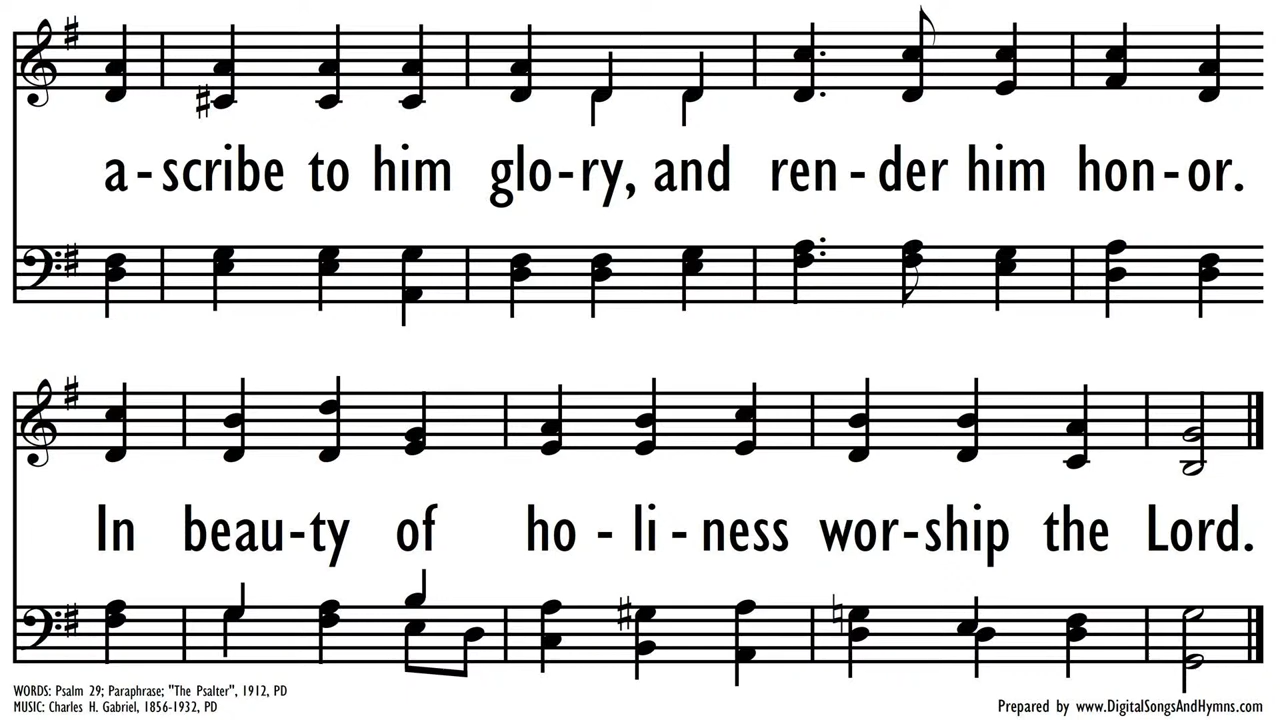 a-scribe to him glo-ry, and ren-der him hon-or.
In beau-ty of ho-li-ness wor-ship the Lord.
WORDS: Psalm 29; Paraphrase; "The Psalter", 1912, PD
MUSIC: Charles H. Gabriel, 1856-1932, PD
Prepared by www.DigitalSongsAndHymns.com